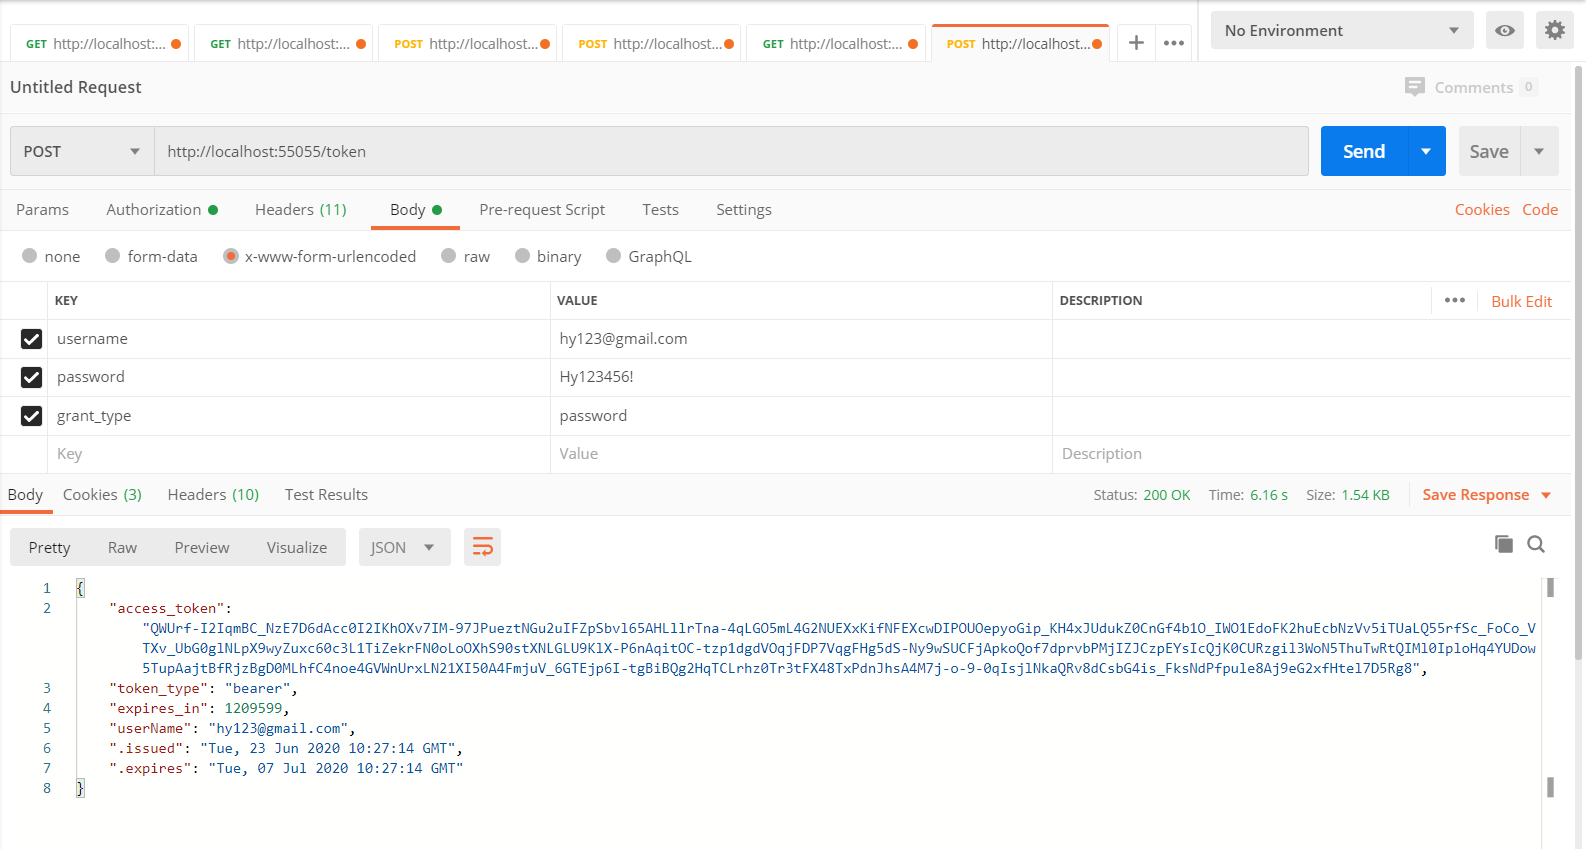 GET http://localhost:... GET http://localhost:... POST http://localhost... POST http://localhost... GET http://localhost:... POST http://localhost... No Environment
Untitled Request Comments 0
POST http://localhost:55055/token Send Save
Params Authorization Headers (11) Body Pre-request Script Tests Settings Cookies Code
none form-data x-www-form-urlencoded raw binary GraphQL
KEY VALUE DESCRIPTION Bulk Edit
username hy123@gmail.com
password Hy123456!
grant_type password
Key Value Description
Body Cookies (3) Headers (10) Test Results Status: 200 OK Time: 6.16 s Size: 1.54 KB Save Response
Pretty Raw Preview Visualize JSON
1 {
2 "access_token":
"QWUrf-I2IqmBC_NzE7D6dAcc0I2IKhOXv7IM-97JPueztNGu2uIFZpSbvl65AHLllrTna-4qLGO5mL4G2NUEXxKifNFEXcwDIPOUOepyoGip_KH4xJUdukZ0CnGf4b1O_IWO1EdoFK2huEcbNzVv5iTUaLQ55rfSc_FoCo_V
TXv_UbG0glNLpX9wyZuxc60c3L1TiZekrFN0oLoOXhS90stXNLGLU9KlX-P6nAqitOC-tzp1dgdVOqjFDP7VqgFHg5dS-Ny9wSUCFjApkoQof7dprvbPMjIZJCzpEYsIcQjK0CURzgil3WoN5ThuTwRtQIMl0IploHq4YUDow
5TupAajtBfRjzBgD0MLhfC4noe4GVWnUrxLN21XI50A4FmjuV_6GTEjp6I-tgBiBQg2HqTCLrhz0Tr3tFX48TxPdnJhsA4M7j-o-9-0qIsjlNkaQRv8dCsbG4is_FksNdPfpule8Aj9eG2xfHtel7D5Rg8",
3 "token_type": "bearer",
4 "expires_in": 1209599,
5 "userName": "hy123@gmail.com",
6 ".issued": "Tue, 23 Jun 2020 10:27:14 GMT",
7 ".expires": "Tue, 07 Jul 2020 10:27:14 GMT"
8 }